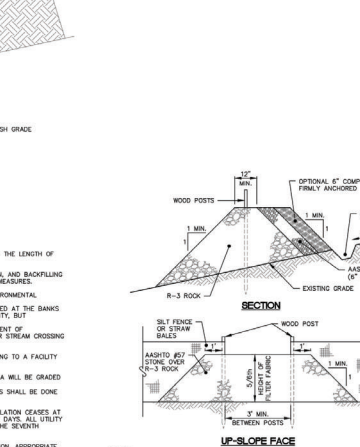 SH GRADE
THE LENGTH OF
N, AND BACKFILLING
MEASURES.
IRONMENTAL
ED AT THE BANKS
TY, BUT
ENT OF
R STREAM CROSSING
NG TO A FACILITY
A WILL BE GRADED
S SHALL BE DONE
LATION CEASES AT
DAYS. ALL UTILITY
HE SEVENTH
ON, APPROPRIATE
12"
MIN.
OPTIONAL 6" COMP
FIRMLY ANCHORED
WOOD POSTS
1 MIN.
1
1 MIN.
1
AAS
(6"
R-3 ROCK
EXISTING GRADE
SECTION
SILT FENCE
OR STRAW
BALES
WOOD POST
1'
1'
AASHTO #57
STONE OVER
R-3 ROCK
5/6th
HEIGHT OF
FILTER FABRIC
1 MIN.
1
3' MIN.
BETWEEN POSTS
UP-SLOPE FACE